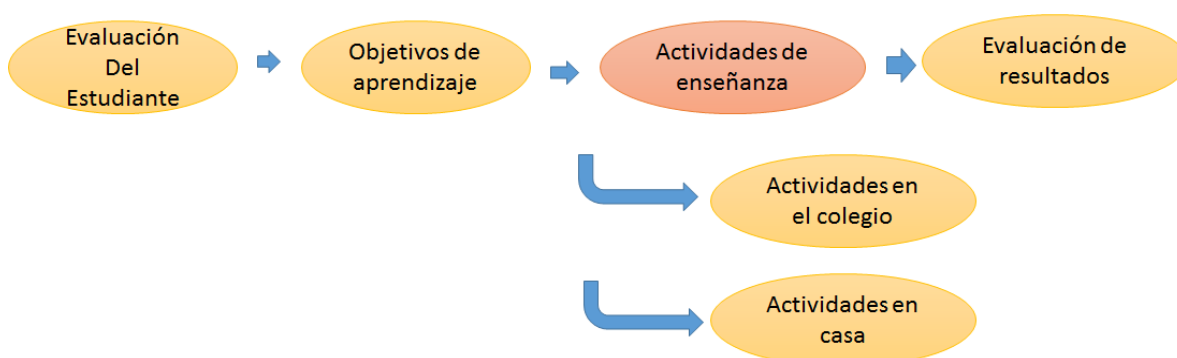 Evaluación
Del
Estudiante
Objetivos de
aprendizaje
Actividades de
enseñanza
Evaluación de
resultados
Actividades en
el colegio
Actividades en
casa